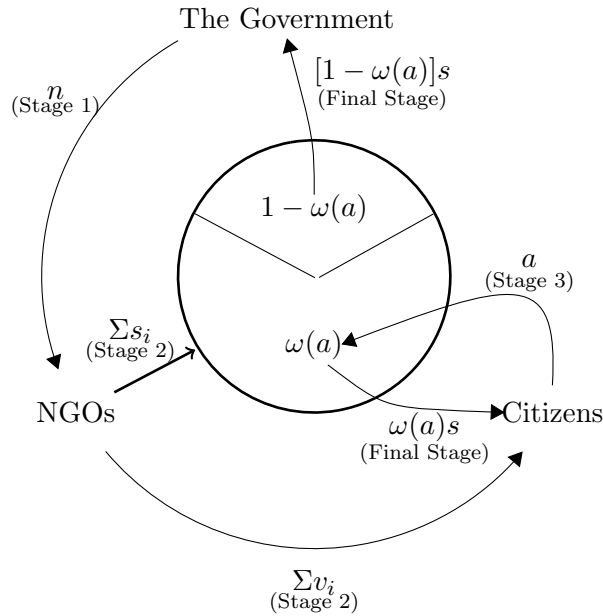 The Government
[1 − ω(a)]s
(Final Stage)
n
(Stage 1)
1 − ω(a)
a
(Stage 3)
Σs_i
(Stage 2)
ω(a)
NGOs
Citizens
ω(a)s
(Final Stage)
Σv_i
(Stage 2)